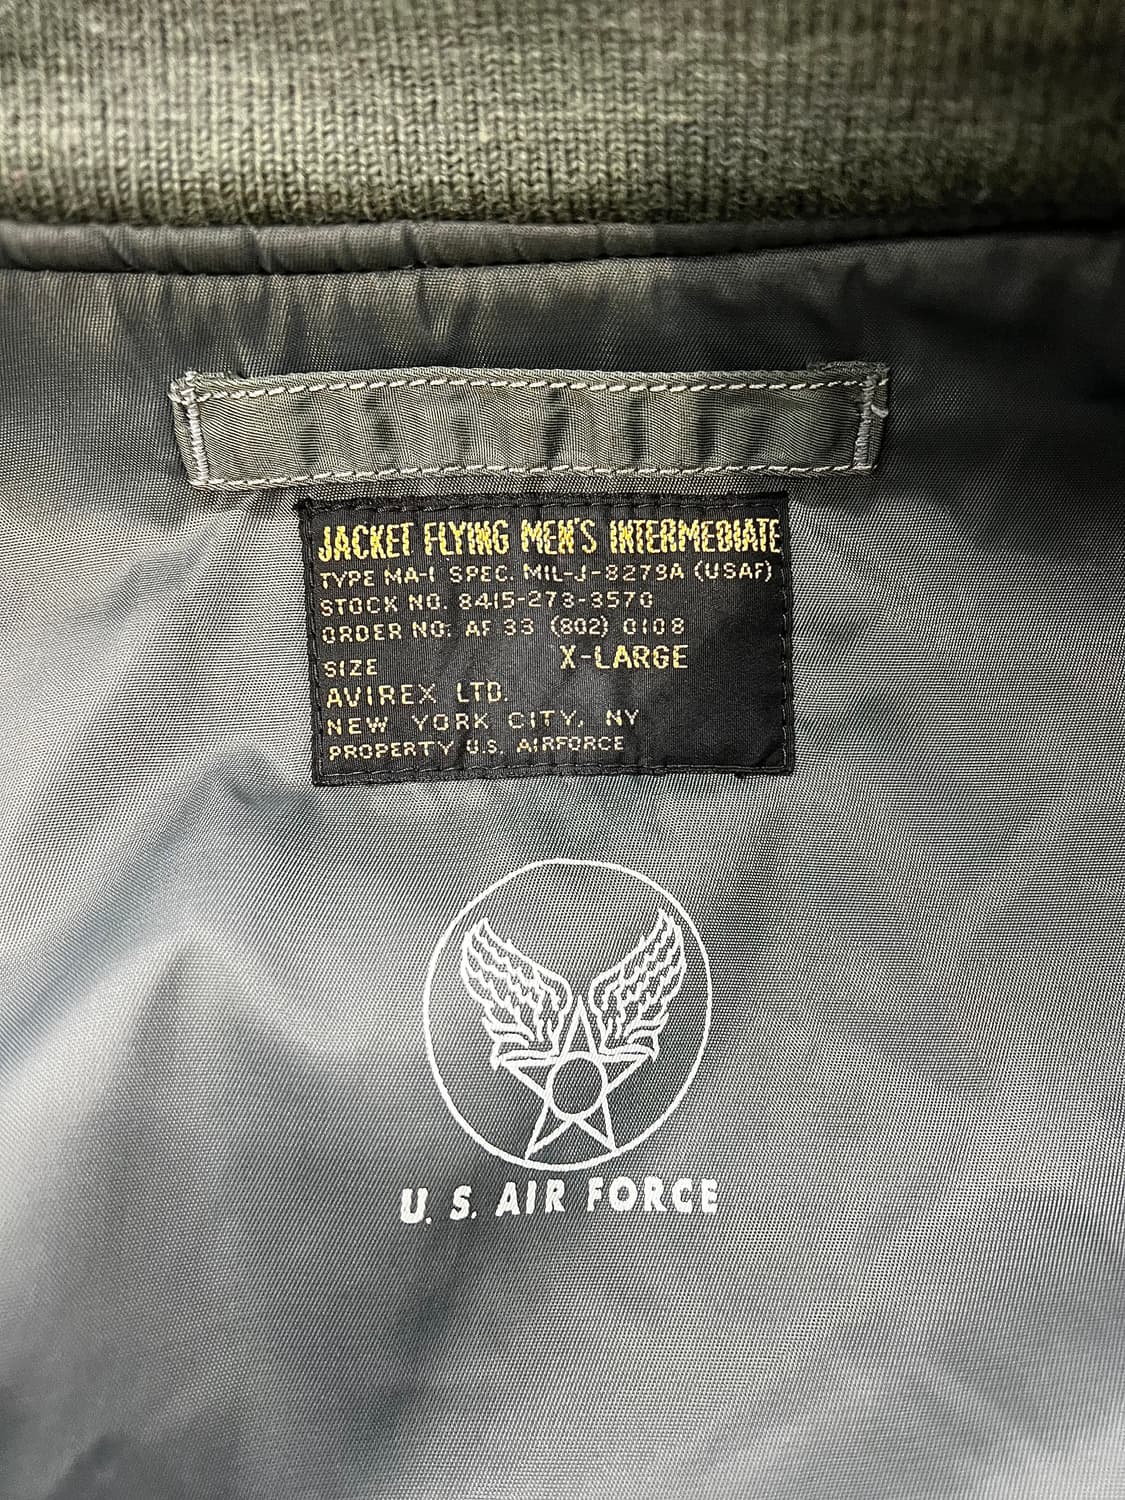 JACKET FLYING MEN'S INTERMEDIATE
TYPE MA-1 SPEC. MIL-J-8279A (USAF)
STOCK NO. 8415-273-3570
ORDER NO. AF 33 (802) 0108
SIZE X-LARGE
AVIREX LTD.
NEW YORK CITY, NY
PROPERTY U.S. AIRFORCE
U. S. AIR FORCE